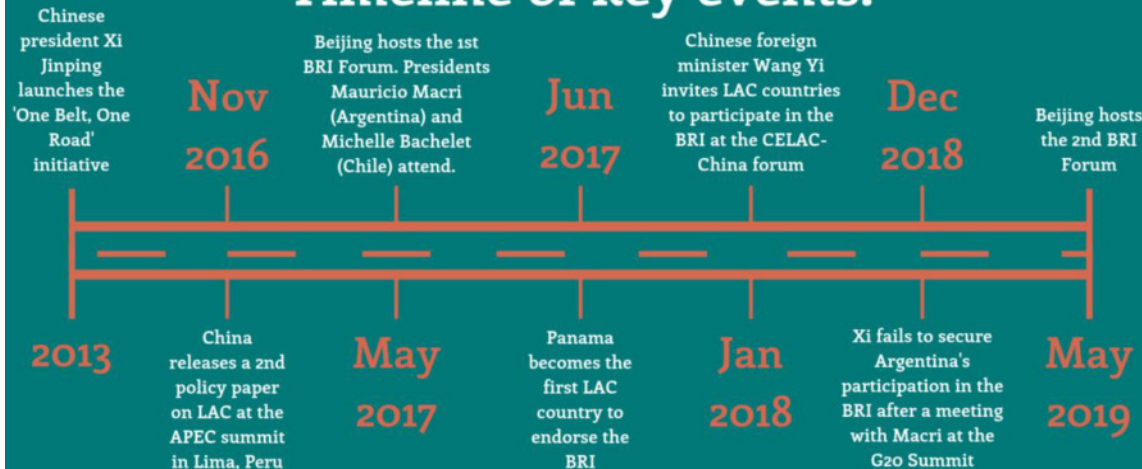 Timeline of key events:
Chinese
president Xi
Jinping
launches the
'One Belt, One
Road'
initiative
2013
Nov
2016
China
releases a 2nd
policy paper
on LAC at the
APEC summit
in Lima, Peru
Beijing hosts the 1st
BRI Forum. Presidents
Mauricio Macri
(Argentina) and
Michelle Bachelet
(Chile) attend.
May
2017
Jun
2017
Panama
becomes the
first LAC
country to
endorse the
BRI
Chinese foreign
minister Wang Yi
invites LAC countries
to participate in the
BRI at the CELAC-
China forum
Jan
2018
Dec
2018
Xi fails to secure
Argentina's
participation in the
BRI after a meeting
with Macri at the
G20 Summit
Beijing hosts
the 2nd BRI
Forum
May
2019